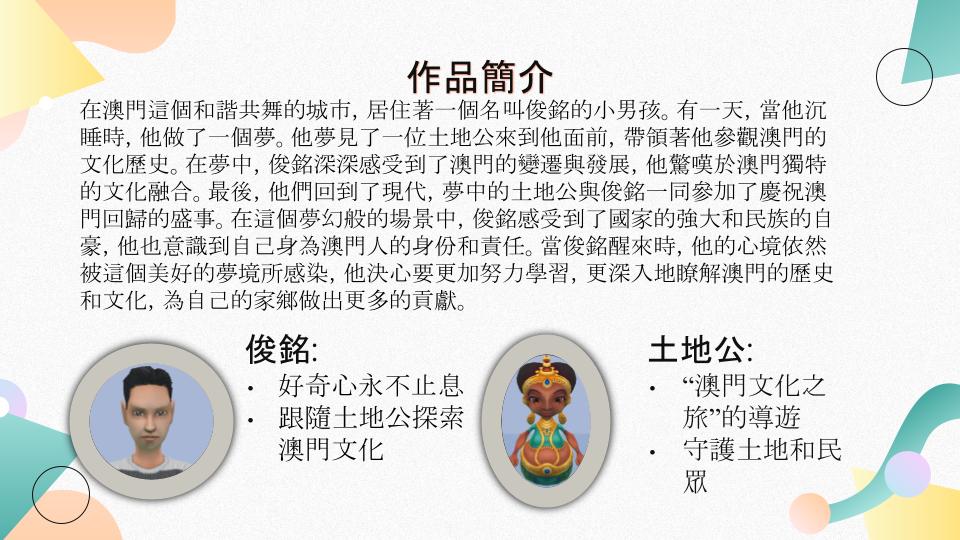 作品簡介
在澳門這個和諧共舞的城市, 居住著一個名叫俊銘的小男孩。有一天, 當他沉
睡時, 他做了一個夢。他夢見了一位土地公來到他面前, 帶領著他參觀澳門的
文化歷史。在夢中, 俊銘深深感受到了澳門的變遷與發展, 他驚嘆於澳門獨特
的文化融合。最後, 他們回到了現代, 夢中的土地公與俊銘一同參加了慶祝澳
門回歸的盛事。在這個夢幻般的場景中, 俊銘感受到了國家的強大和民族的自
豪, 他也意識到自己身為澳門人的身份和責任。當俊銘醒來時, 他的心境依然
被這個美好的夢境所感染, 他決心要更加努力學習, 更深入地瞭解澳門的歷史
和文化, 為自己的家鄉做出更多的貢獻。
俊銘:
• 好奇心永不止息
• 跟隨土地公探索
澳門文化
土地公:
• “澳門文化之
旅”的導遊
• 守護土地和民
眾